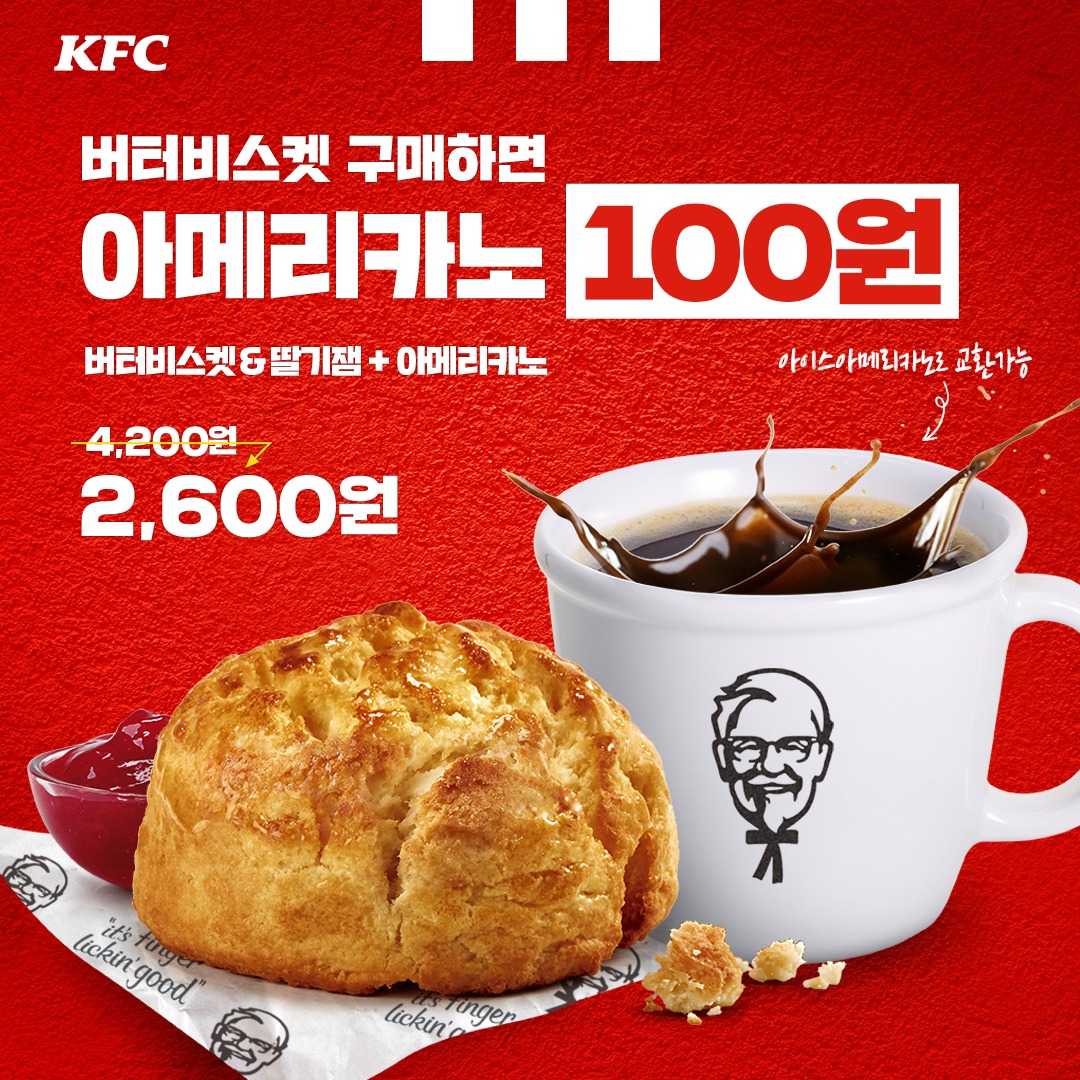 KFC
버터비스켓 구매하면
아메리카노 100원
버터비스켓 & 딸기잼 + 아메리카노
아이스아메리카노로 교환가능
4,200원
2,600원
"it's finger
lickin' good"
it's finger
lickin' g